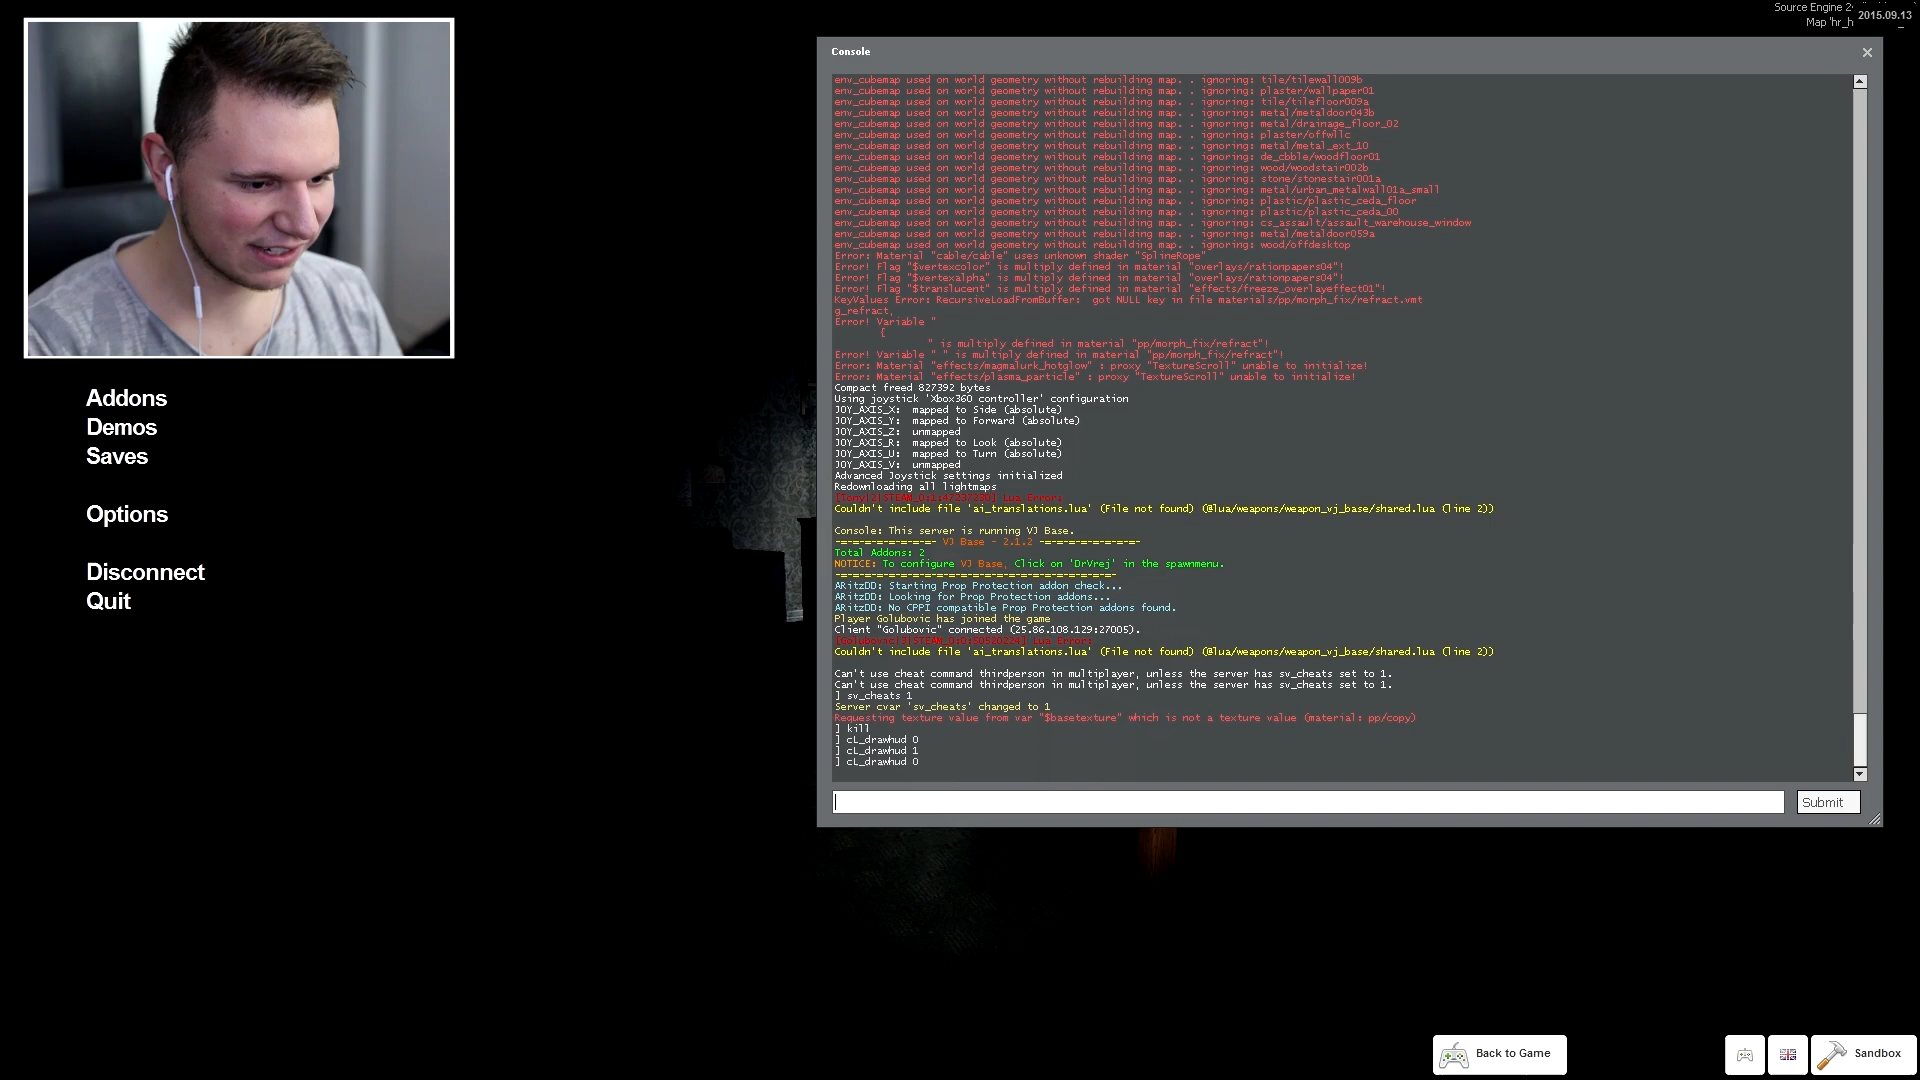 Source Engine 2
Map 'hr_h
2015.09.13
Console
env_cubemap used on world geometry without rebuilding map. . ignoring: tile/tilewall009b
env_cubemap used on world geometry without rebuilding map. . ignoring: plaster/wallpaper01
env_cubemap used on world geometry without rebuilding map. . ignoring: tile/tilefloor009a
env_cubemap used on world geometry without rebuilding map. . ignoring: metal/metaldoor043b
env_cubemap used on world geometry without rebuilding map. . ignoring: metal/drainage_floor_02
env_cubemap used on world geometry without rebuilding map. . ignoring: plaster/offwllc
env_cubemap used on world geometry without rebuilding map. . ignoring: metal/metal_ext_10
env_cubemap used on world geometry without rebuilding map. . ignoring: de_cbble/woodfloor01
env_cubemap used on world geometry without rebuilding map. . ignoring: wood/woodstair002b
env_cubemap used on world geometry without rebuilding map. . ignoring: stone/stonestair001a
env_cubemap used on world geometry without rebuilding map. . ignoring: metal/urban_metalwall01a_small
env_cubemap used on world geometry without rebuilding map. . ignoring: plastic/plastic_ceda_floor
env_cubemap used on world geometry without rebuilding map. . ignoring: plastic/plastic_ceda_00
env_cubemap used on world geometry without rebuilding map. . ignoring: cs_assault/assault_warehouse_window
env_cubemap used on world geometry without rebuilding map. . ignoring: metal/metaldoor059a
env_cubemap used on world geometry without rebuilding map. . ignoring: wood/offdesktop
Error: Material "cable/cable" uses unknown shader "SplineRope"
Error! Flag "$vertexcolor" is multiply defined in material "overlays/rationpapers04"!
Error! Flag "$vertexalpha" is multiply defined in material "overlays/rationpapers04"!
Error! Flag "$translucent" is multiply defined in material "effects/freeze_overlayeffect01"!
KeyValues Error: RecursiveLoadFromBuffer:  got NULL key in file materials/pp/morph_fix/refract.vmt
g_refract,
Error! Variable "
{
" is multiply defined in material "pp/morph_fix/refract"!
Error! Variable " " is multiply defined in material "pp/morph_fix/refract"!
Error: Material "effects/magmalurk_hotglow" : proxy "TextureScroll" unable to initialize!
Error: Material "effects/plasma_particle" : proxy "TextureScroll" unable to initialize!
Compact freed 827392 bytes
Using joystick 'Xbox360 controller' configuration
JOY_AXIS_X:  mapped to Side (absolute)
JOY_AXIS_Y:  mapped to Forward (absolute)
JOY_AXIS_Z:  unmapped
JOY_AXIS_R:  mapped to Look (absolute)
JOY_AXIS_U:  mapped to Turn (absolute)
JOY_AXIS_V:  unmapped
Advanced Joystick settings initialized
Redownloading all lightmaps
Lua Error:
Couldn't include file 'ai_translations.lua' (File not found) (@lua/weapons/weapon_vj_base/shared.lua (line 2))
Console: This server is running VJ Base.
-=-=-=-=-=-=-=-=- VJ Base - 2.1.2 -=-=-=-=-=-=-=-=-
Total Addons: 2
NOTICE: To configure VJ Base, Click on 'DrVrej' in the spawnmenu.
ARitzDD: Starting Prop Protection addon check...
ARitzDD: Looking for Prop Protection addons...
ARitzDD: No CPPI compatible Prop Protection addons found.
Player Golubovic has joined the game
Client "Golubovic" connected (25.86.108.129:27005).
Lua Error:
Couldn't include file 'ai_translations.lua' (File not found) (@lua/weapons/weapon_vj_base/shared.lua (line 2))
Can't use cheat command thirdperson in multiplayer, unless the server has sv_cheats set to 1.
Can't use cheat command thirdperson in multiplayer, unless the server has sv_cheats set to 1.
] sv_cheats 1
Server cvar 'sv_cheats' changed to 1
Requesting texture value from var "$basetexture" which is not a texture value (material: pp/copy)
] kill
] cL_drawhud 0
] cL_drawhud 1
] cL_drawhud 0
Submit
Addons
Demos
Saves
Options
Disconnect
Quit
Back to Game
Sandbox